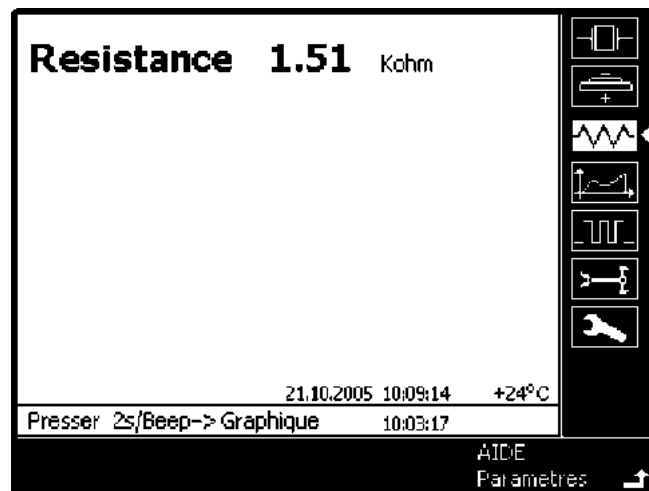 Resistance 1.51 Kohm
21.10.2005 10:09:14 +24°C
Presser 2s/Beep-> Graphique 10:03:17
AIDE
Parametres